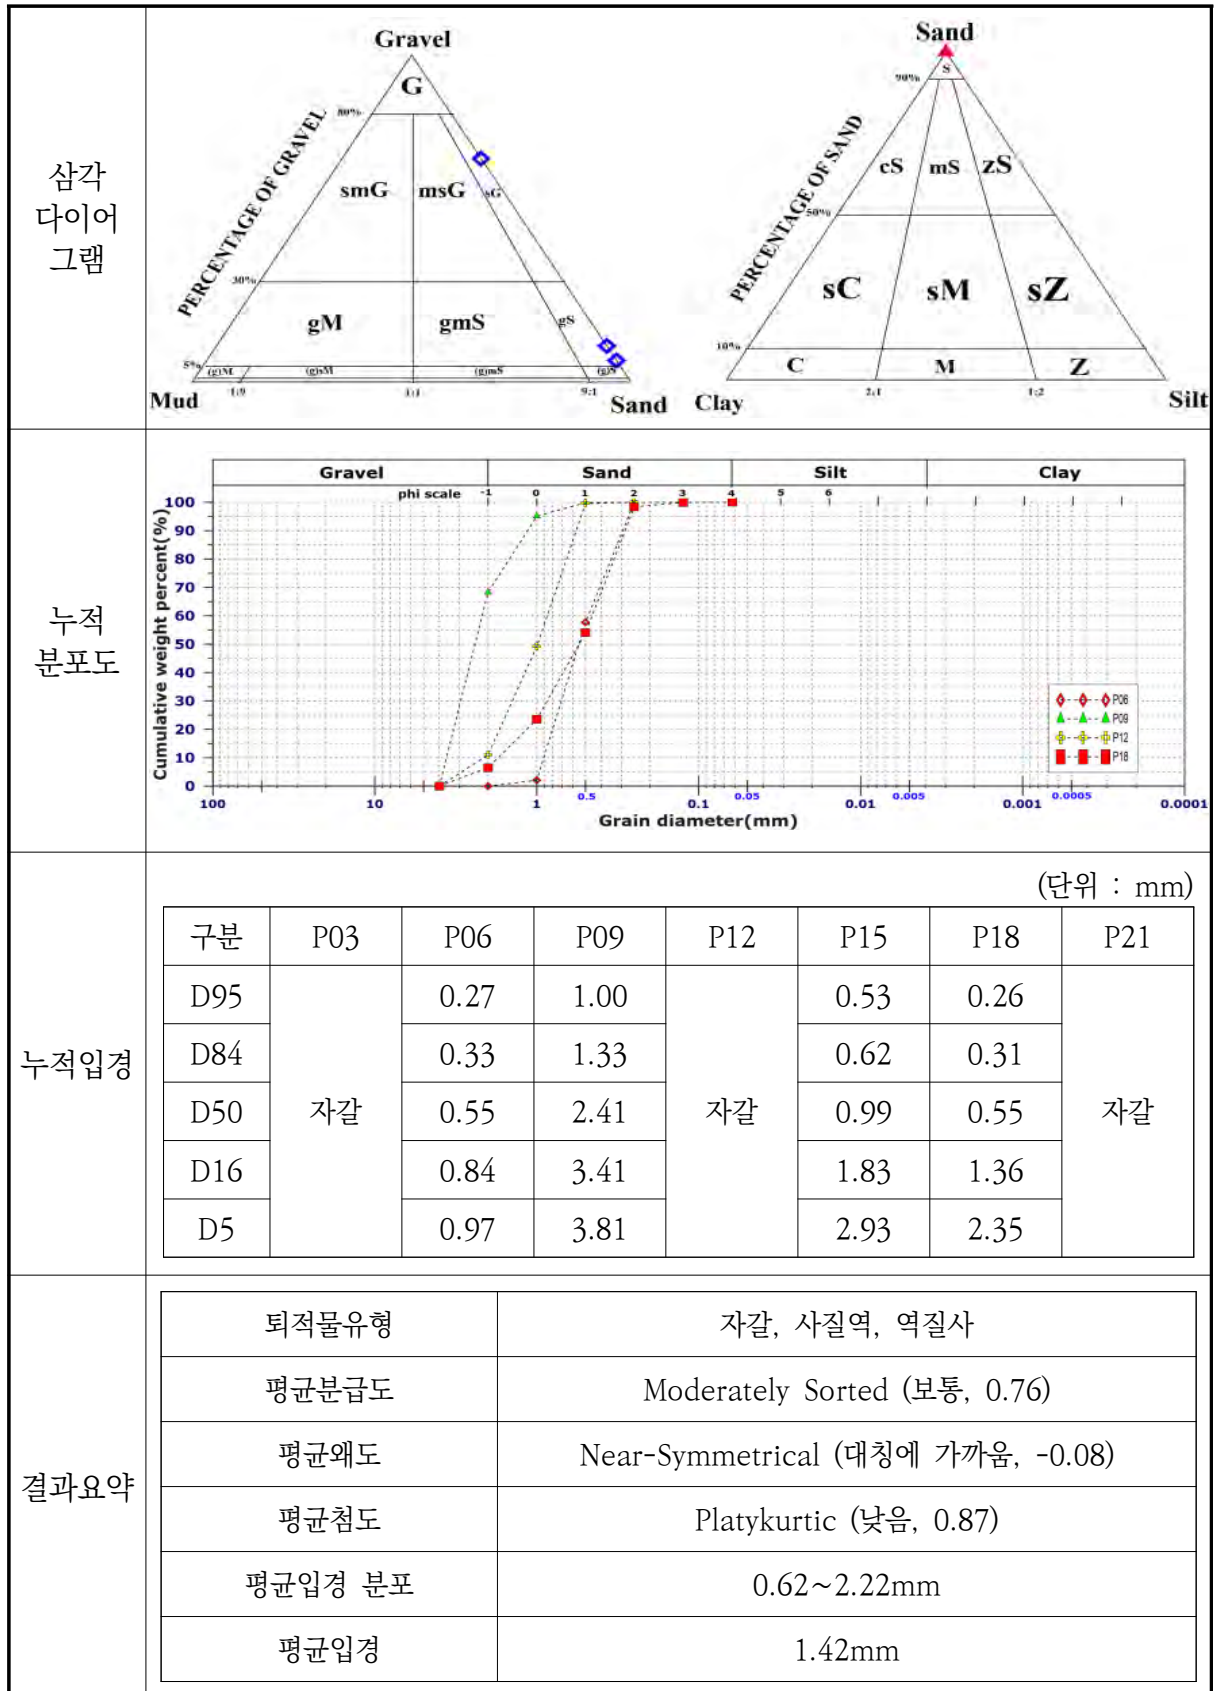 삼각
다이어
그램
Gravel
G
80%
PERCENTAGE OF GRAVEL
smG
msG
sG
30%
gM
gmS
gS
5%
(g)M
(g)sM
(g)mS
(g)S
1:9
1:1
9:1
Mud
Sand
Sand
S
90%
PERCENTAGE OF SAND
cS
mS
zS
50%
sC
sM
sZ
10%
C
M
Z
2:1
1:2
Clay
Silt
누적
분포도
Gravel Sand Silt Clay
phi scale -1 0 1 2 3 4 5 6
Cumulative weight percent(%)
100
90
80
70
60
50
40
30
20
10
0
P06
P09
P12
P18
100 10 1 0.5 0.1 0.05 0.01 0.005 0.001 0.0005 0.0001
Grain diameter(mm)
누적입경
(단위 : mm)
구분 P03 P06 P09 P12 P15 P18 P21
D95 0.27 1.00 0.53 0.26
D84 0.33 1.33 0.62 0.31
D50 자갈 0.55 2.41 자갈 0.99 0.55 자갈
D16 0.84 3.41 1.83 1.36
D5 0.97 3.81 2.93 2.35
결과요약
퇴적물유형 자갈, 사질역, 역질사
평균분급도 Moderately Sorted (보통, 0.76)
평균왜도 Near-Symmetrical (대칭에 가까움, -0.08)
평균첨도 Platykurtic (낮음, 0.87)
평균입경 분포 0.62~2.22mm
평균입경 1.42mm